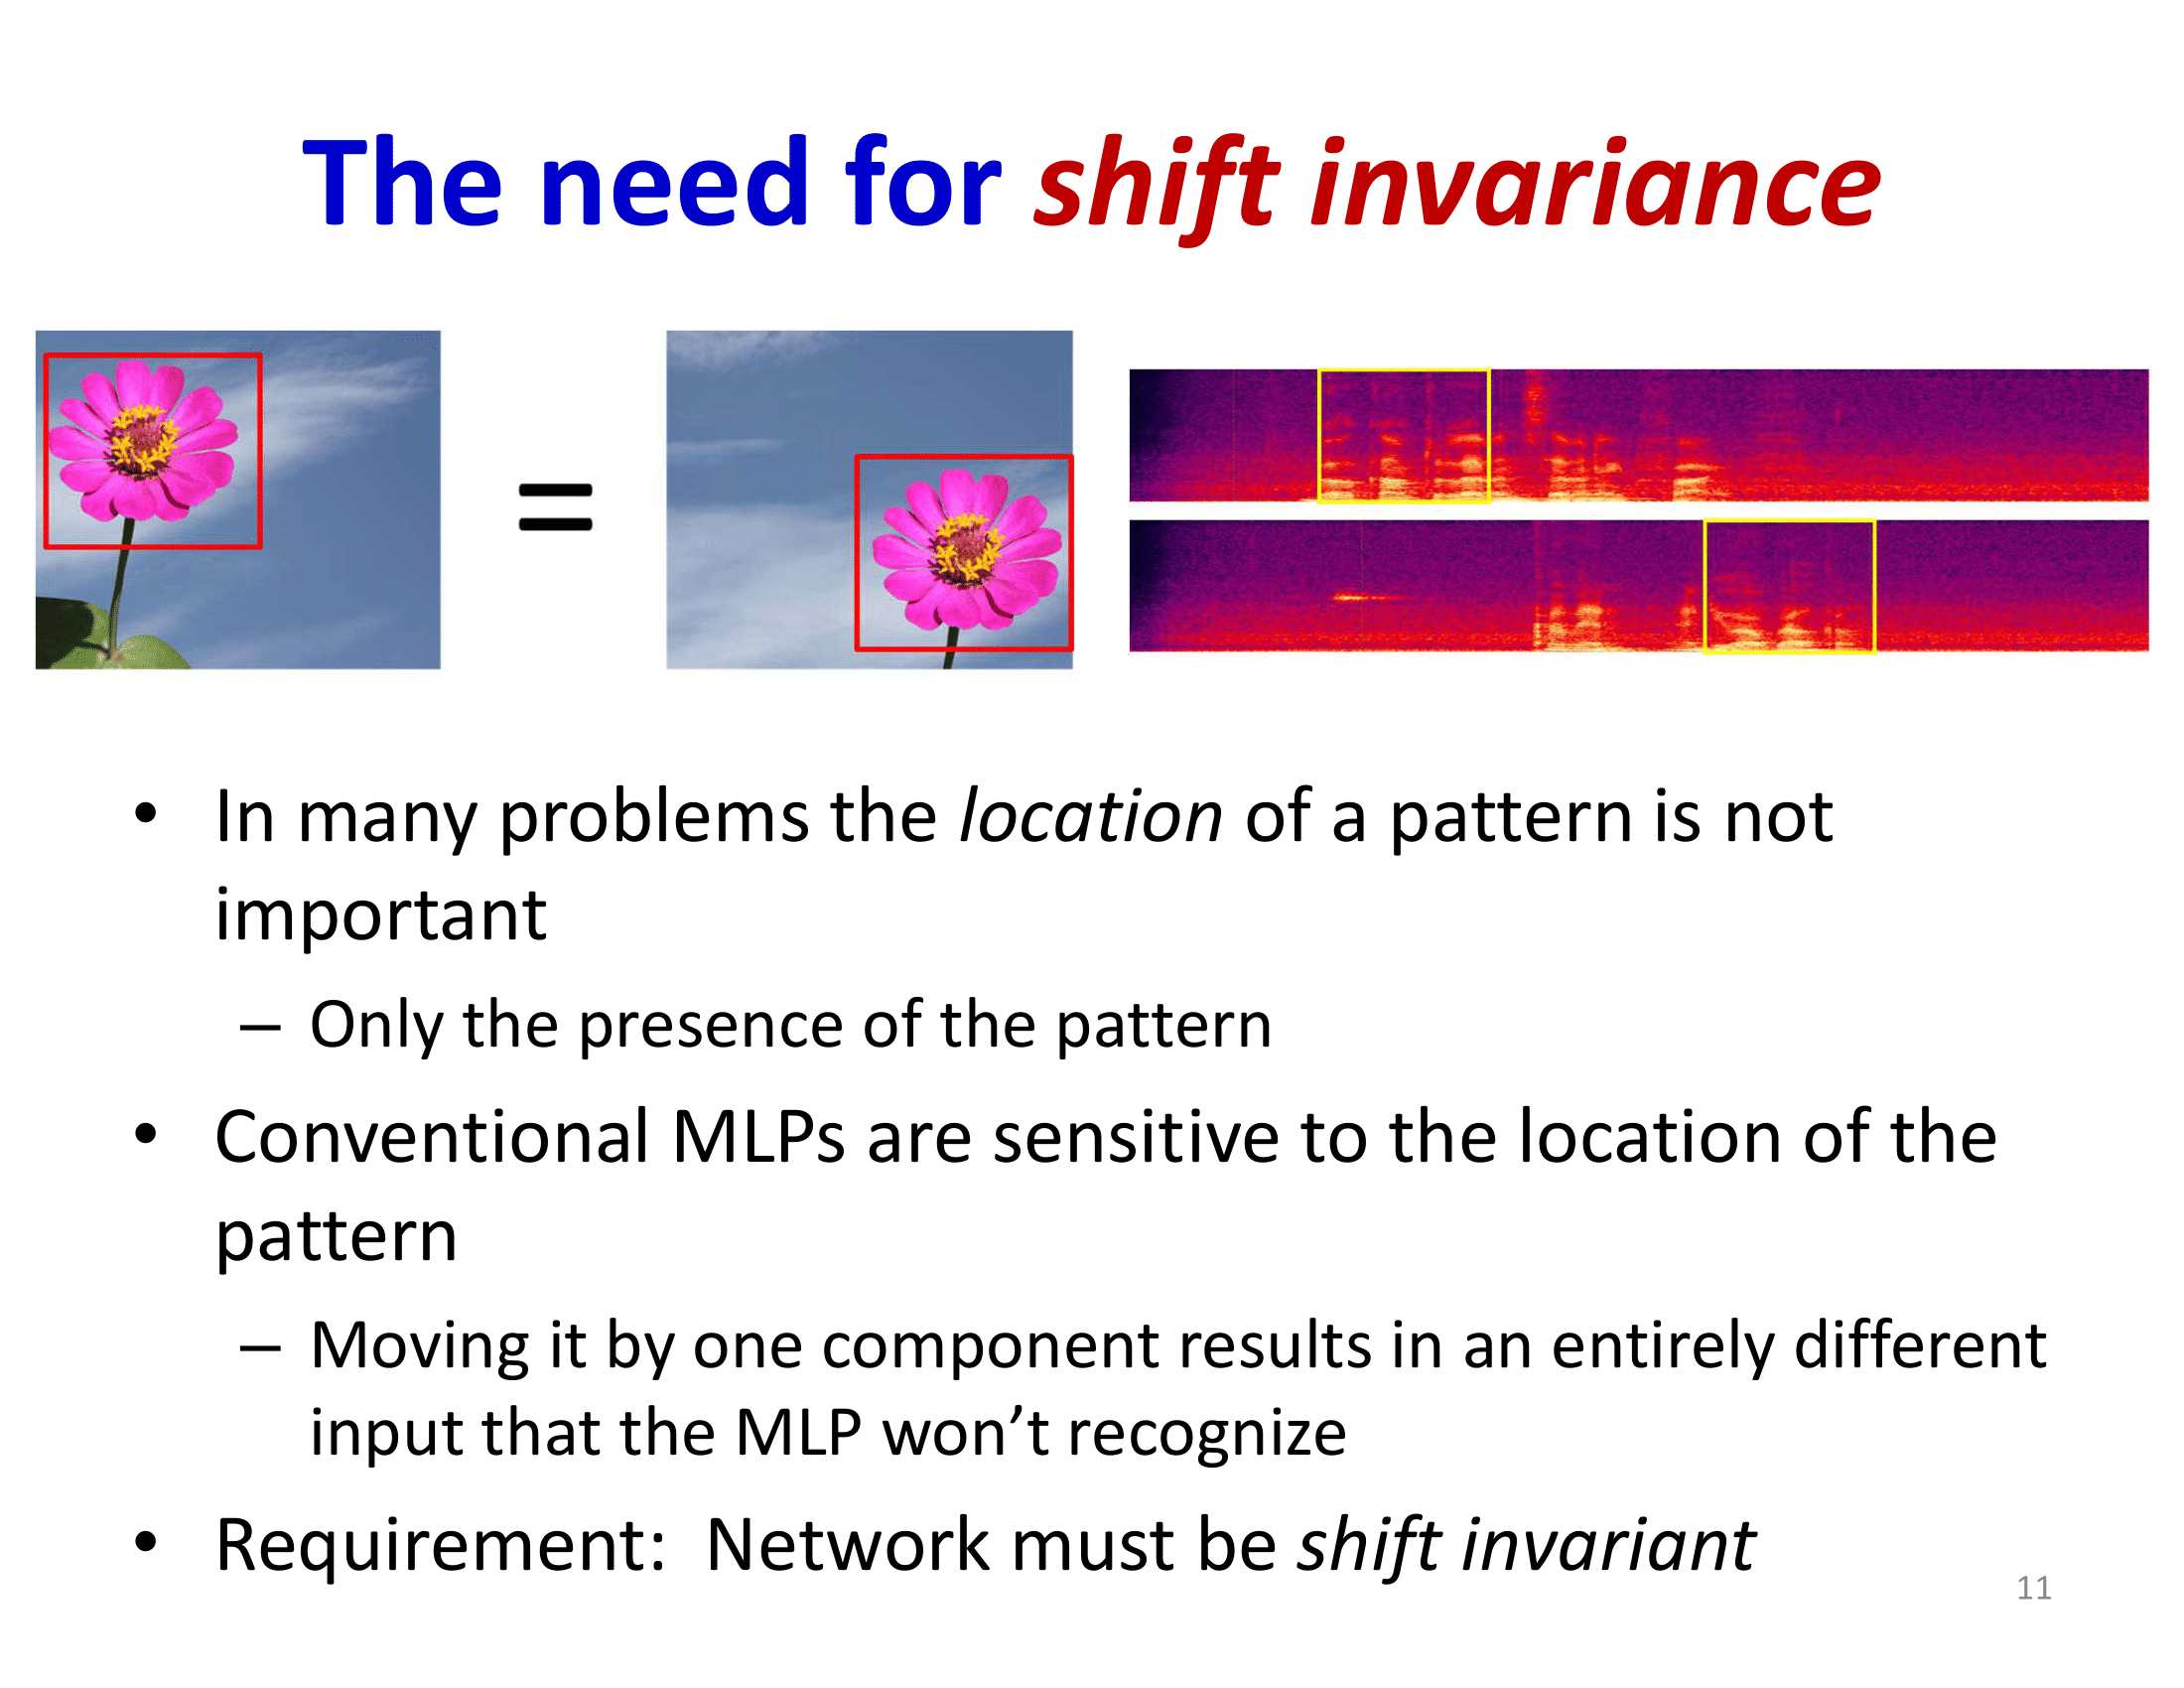 The need for shift invariance
=
• In many problems the location of a pattern is not
important
– Only the presence of the pattern
• Conventional MLPs are sensitive to the location of the
pattern
– Moving it by one component results in an entirely different
input that the MLP won’t recognize
• Requirement:  Network must be shift invariant
11